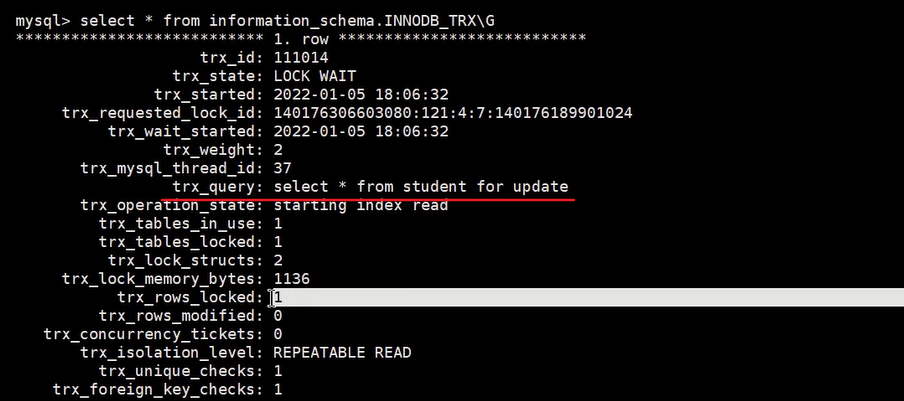 mysql> select * from information_schema.INNODB_TRX\G
*************************** 1. row ***************************
trx_id: 111014
trx_state: LOCK WAIT
trx_started: 2022-01-05 18:06:32
trx_requested_lock_id: 140176306603080:121:4:7:140176189901024
trx_wait_started: 2022-01-05 18:06:32
trx_weight: 2
trx_mysql_thread_id: 37
trx_query: select * from student for update
trx_operation_state: starting index read
trx_tables_in_use: 1
trx_tables_locked: 1
trx_lock_structs: 2
trx_lock_memory_bytes: 1136
trx_rows_locked: 1
trx_rows_modified: 0
trx_concurrency_tickets: 0
trx_isolation_level: REPEATABLE READ
trx_unique_checks: 1
trx_foreign_key_checks: 1